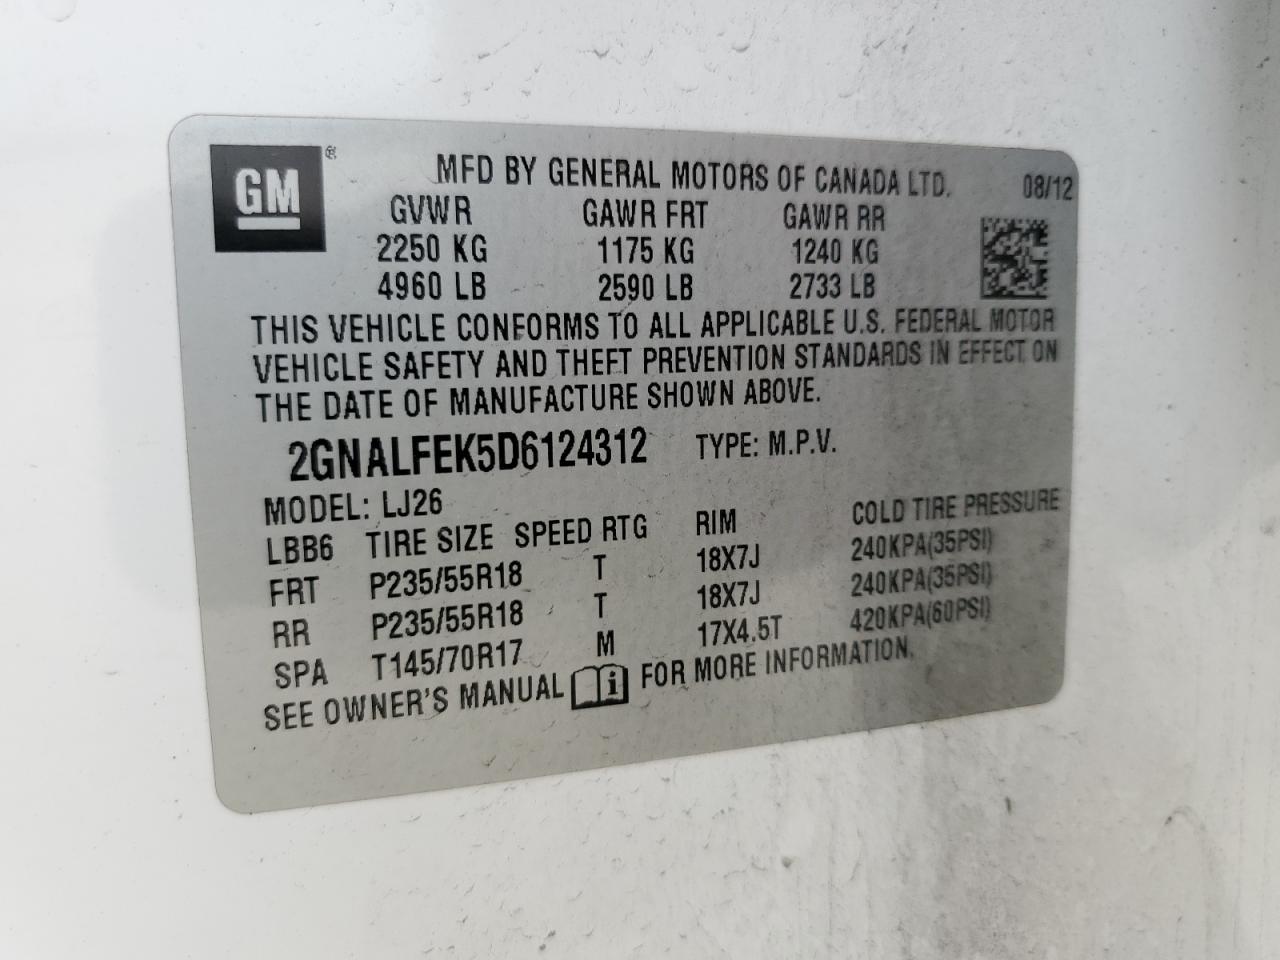 GM ®
MFD BY GENERAL MOTORS OF CANADA LTD. 08/12
GVWR GAWR FRT GAWR RR
2250 KG 1175 KG 1240 KG
4960 LB 2590 LB 2733 LB
THIS VEHICLE CONFORMS TO ALL APPLICABLE U.S. FEDERAL MOTOR
VEHICLE SAFETY AND THEFT PREVENTION STANDARDS IN EFFECT ON
THE DATE OF MANUFACTURE SHOWN ABOVE.
2GNALFEK5D6124312 TYPE: M.P.V.
MODEL: LJ26
LBB6 TIRE SIZE SPEED RTG RIM COLD TIRE PRESSURE
FRT P235/55R18 T 18X7J 240KPA(35PSI)
RR P235/55R18 T 18X7J 240KPA(35PSI)
SPA T145/70R17 M 17X4.5T 420KPA(60PSI)
SEE OWNER'S MANUAL i FOR MORE INFORMATION.